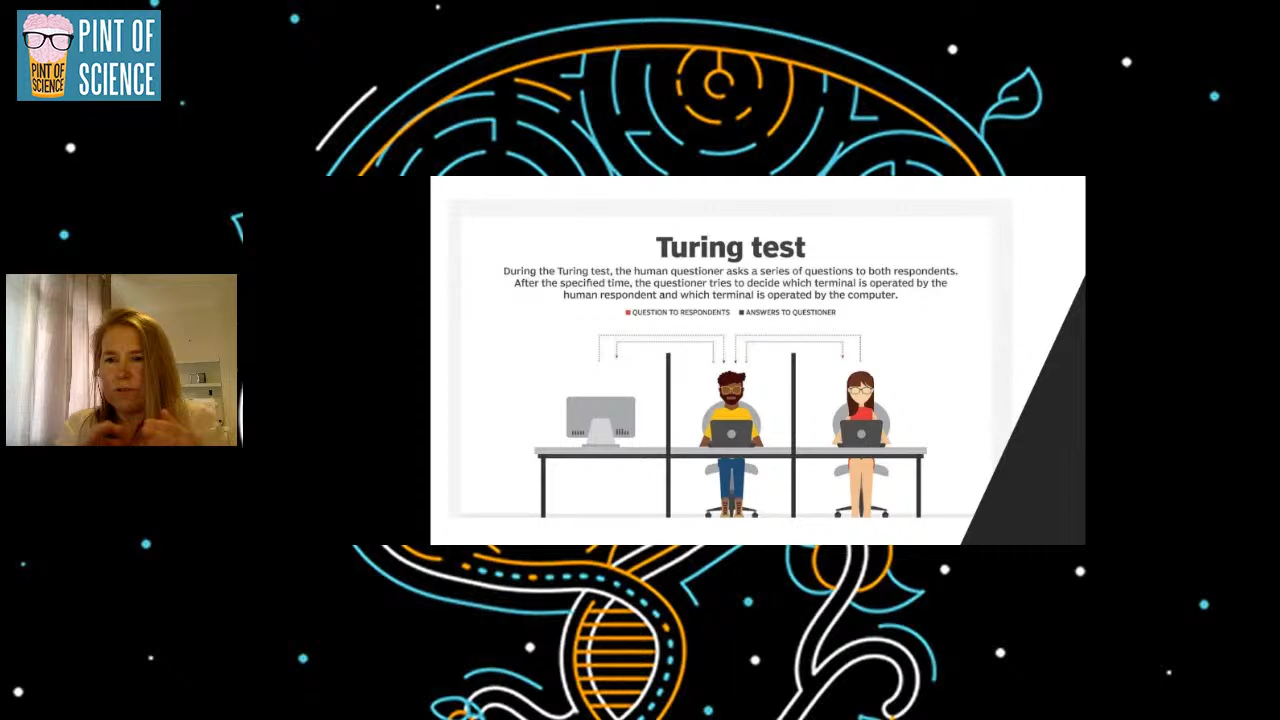 PINT OF
SCIENCE
PINT OF
SCIENCE
Turing test
During the Turing test, the human questioner asks a series of questions to both respondents.
After the specified time, the questioner tries to decide which terminal is operated by the
human respondent and which terminal is operated by the computer.
QUESTION TO RESPONDENTS ANSWERS TO QUESTIONER